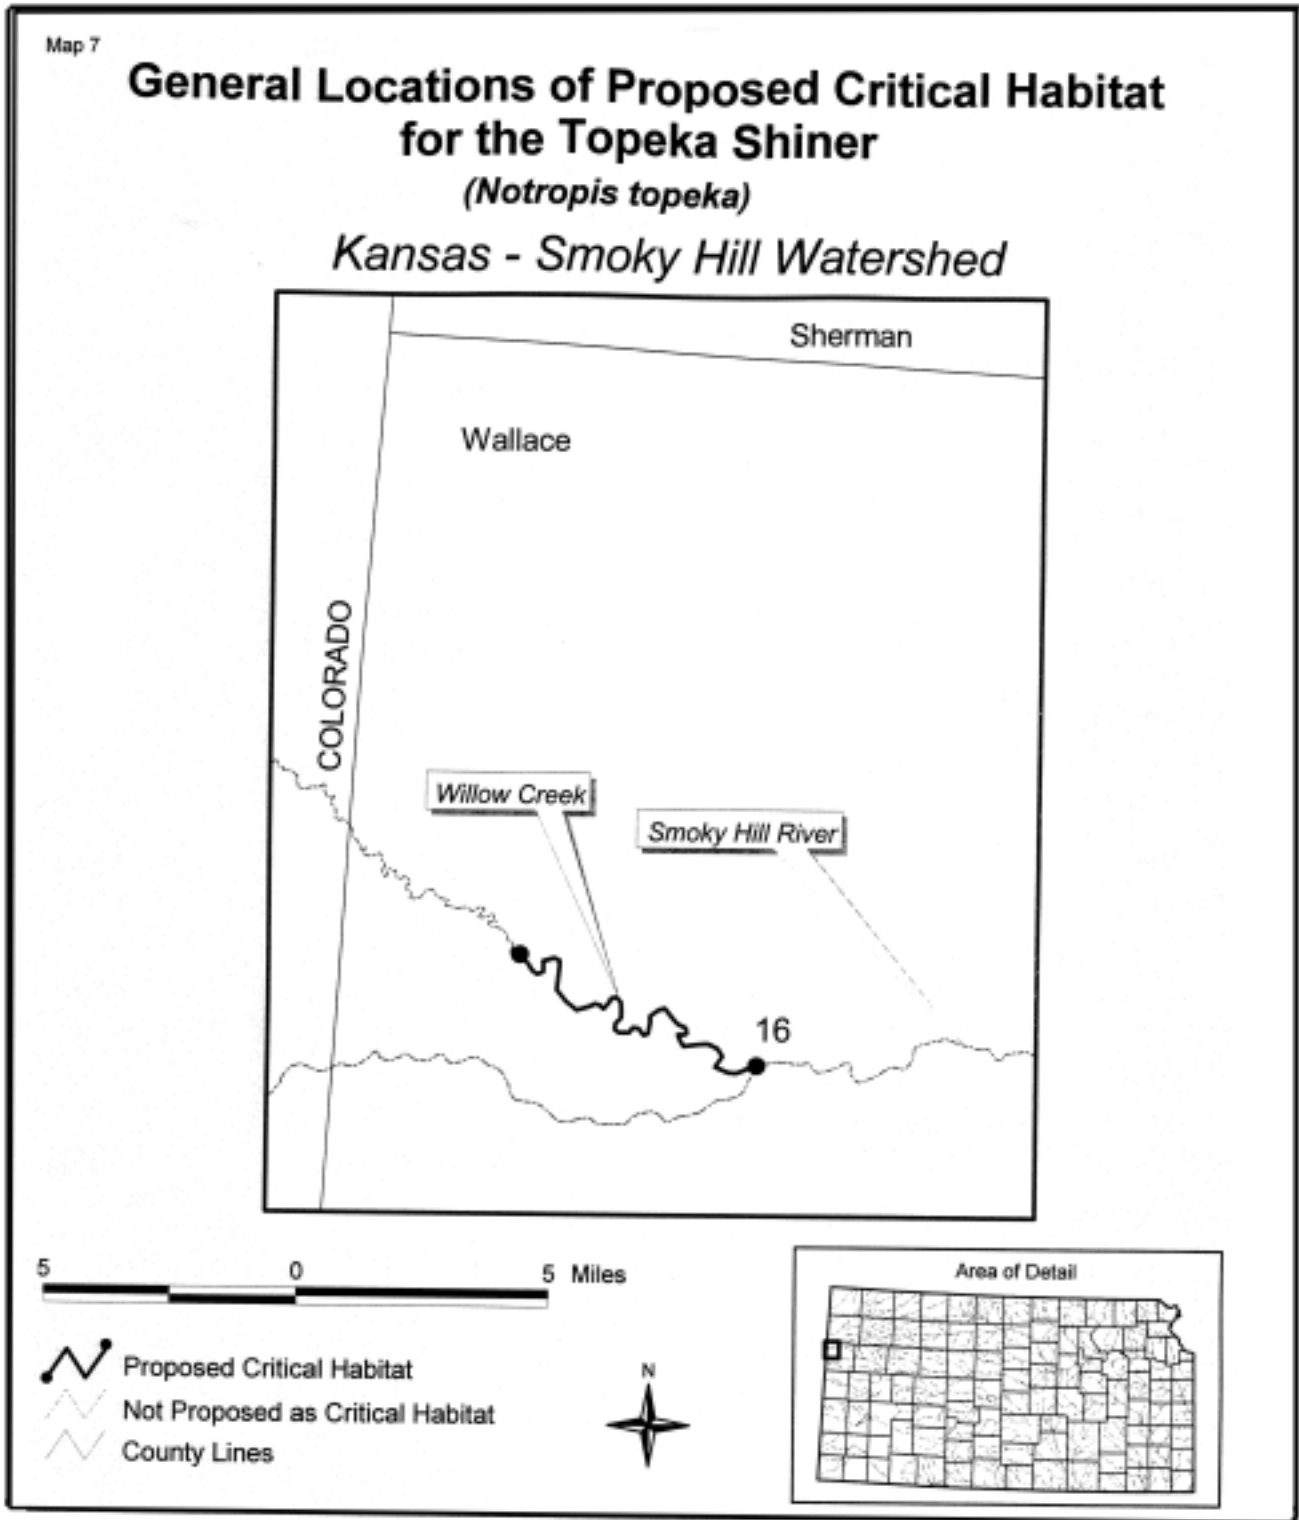 Map 7
General Locations of Proposed Critical Habitat
for the Topeka Shiner
(Notropis topeka)
Kansas - Smoky Hill Watershed
Sherman
Wallace
COLORADO
Willow Creek
Smoky Hill River
16
5 0 5 Miles
Proposed Critical Habitat
Not Proposed as Critical Habitat
County Lines
N
Area of Detail